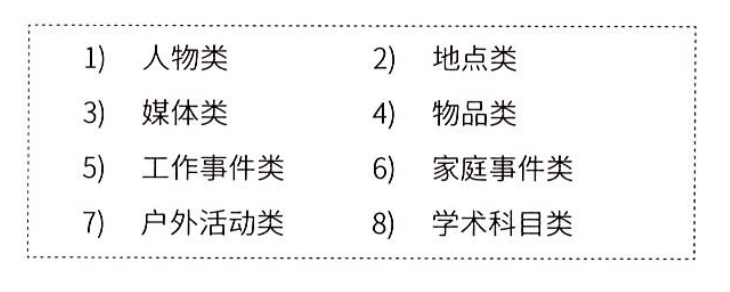 1) 人物类 2) 地点类
3) 媒体类 4) 物品类
5) 工作事件类 6) 家庭事件类
7) 户外活动类 8) 学术科目类